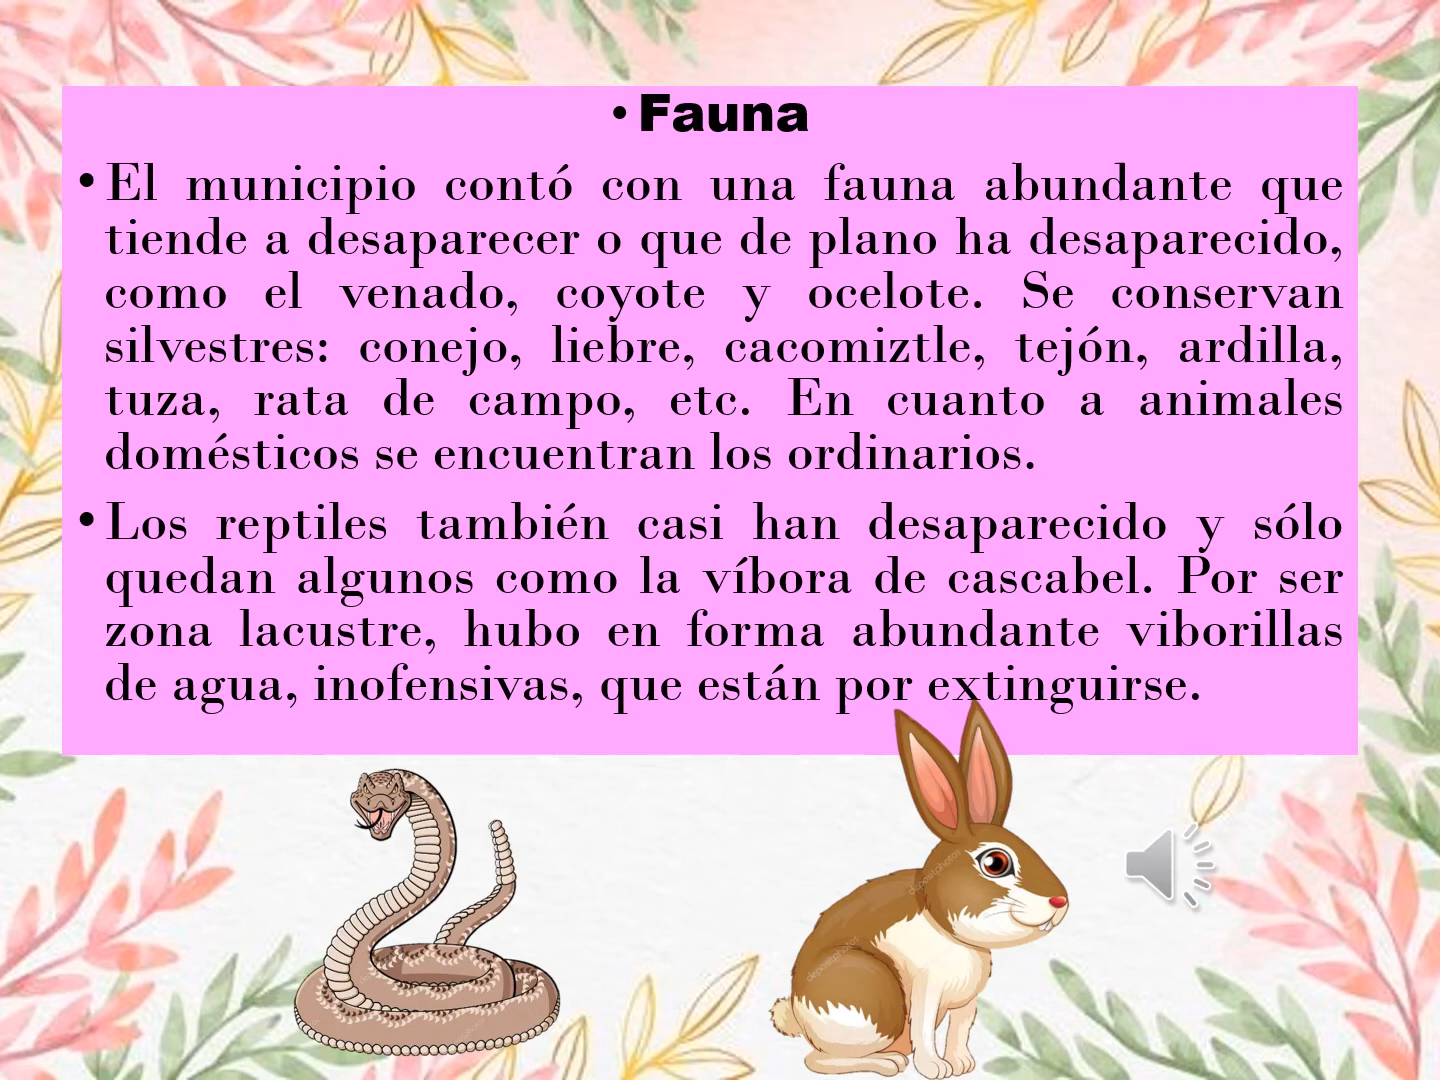 • Fauna
• El municipio contó con una fauna abundante que
tiende a desaparecer o que de plano ha desaparecido,
como el venado, coyote y ocelote. Se conservan
silvestres: conejo, liebre, cacomiztle, tejón, ardilla,
tuza, rata de campo, etc. En cuanto a animales
domésticos se encuentran los ordinarios.
• Los reptiles también casi han desaparecido y sólo
quedan algunos como la víbora de cascabel. Por ser
zona lacustre, hubo en forma abundante viborillas
de agua, inofensivas, que están por extinguirse.
depositphotos
depositphotos